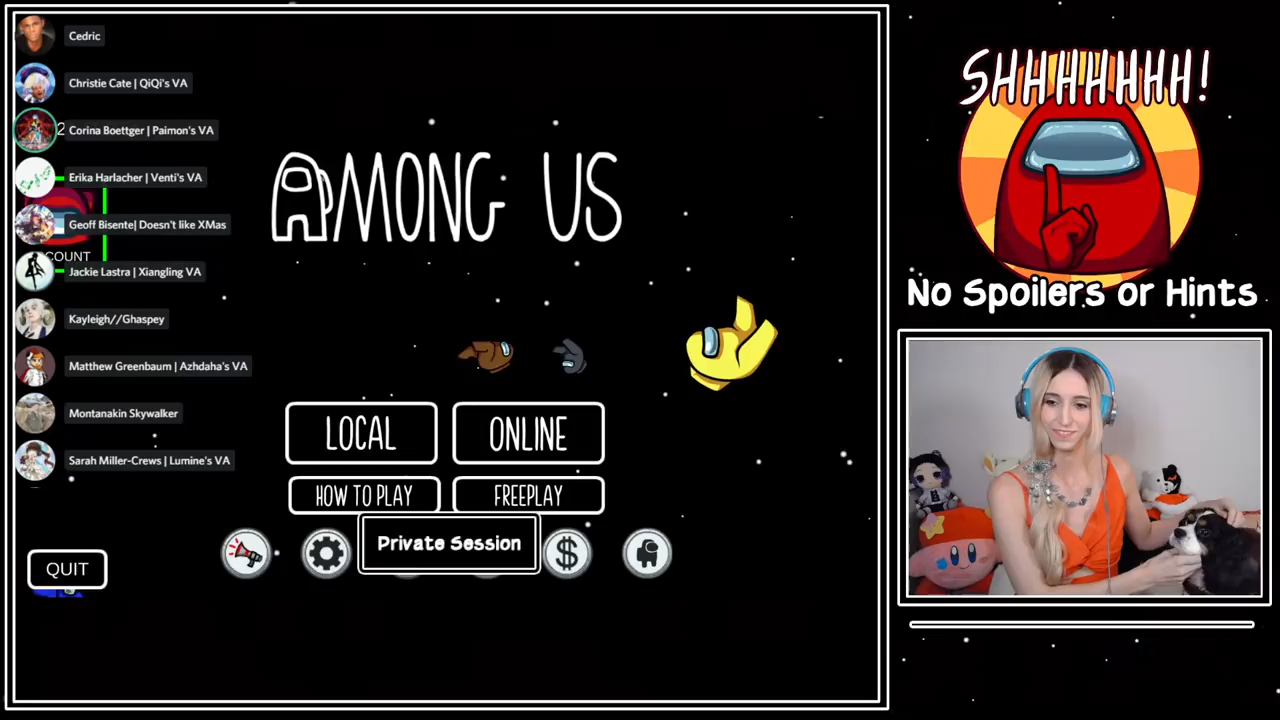 Cedric
Christie Cate | QiQi's VA
2
Corina Boettger | Paimon's VA
Erika Harlacher | Venti's VA
Geoff Bisente| Doesn't like XMas
COUNT
Jackie Lastra | Xiangling VA
Kayleigh//Ghaspey
Matthew Greenbaum | Azhdaha's VA
Montanakin Skywalker
Sarah Miller-Crews | Lumine's VA
QUIT
AMONG US
LOCAL
ONLINE
HOW TO PLAY
FREEPLAY
Private Session
$
SHHHHHHH!
No Spoilers or Hints